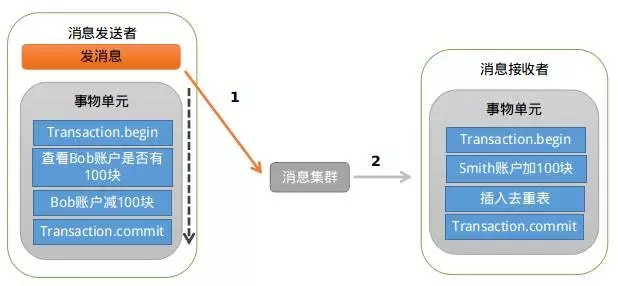 消息发送者
发消息
事物单元
Transaction.begin
查看Bob账户是否有
100块
Bob账户减100块
Transaction.commit
1
消息集群
2
消息接收者
事物单元
Transaction.begin
Smith账户加100块
插入去重表
Transaction.commit